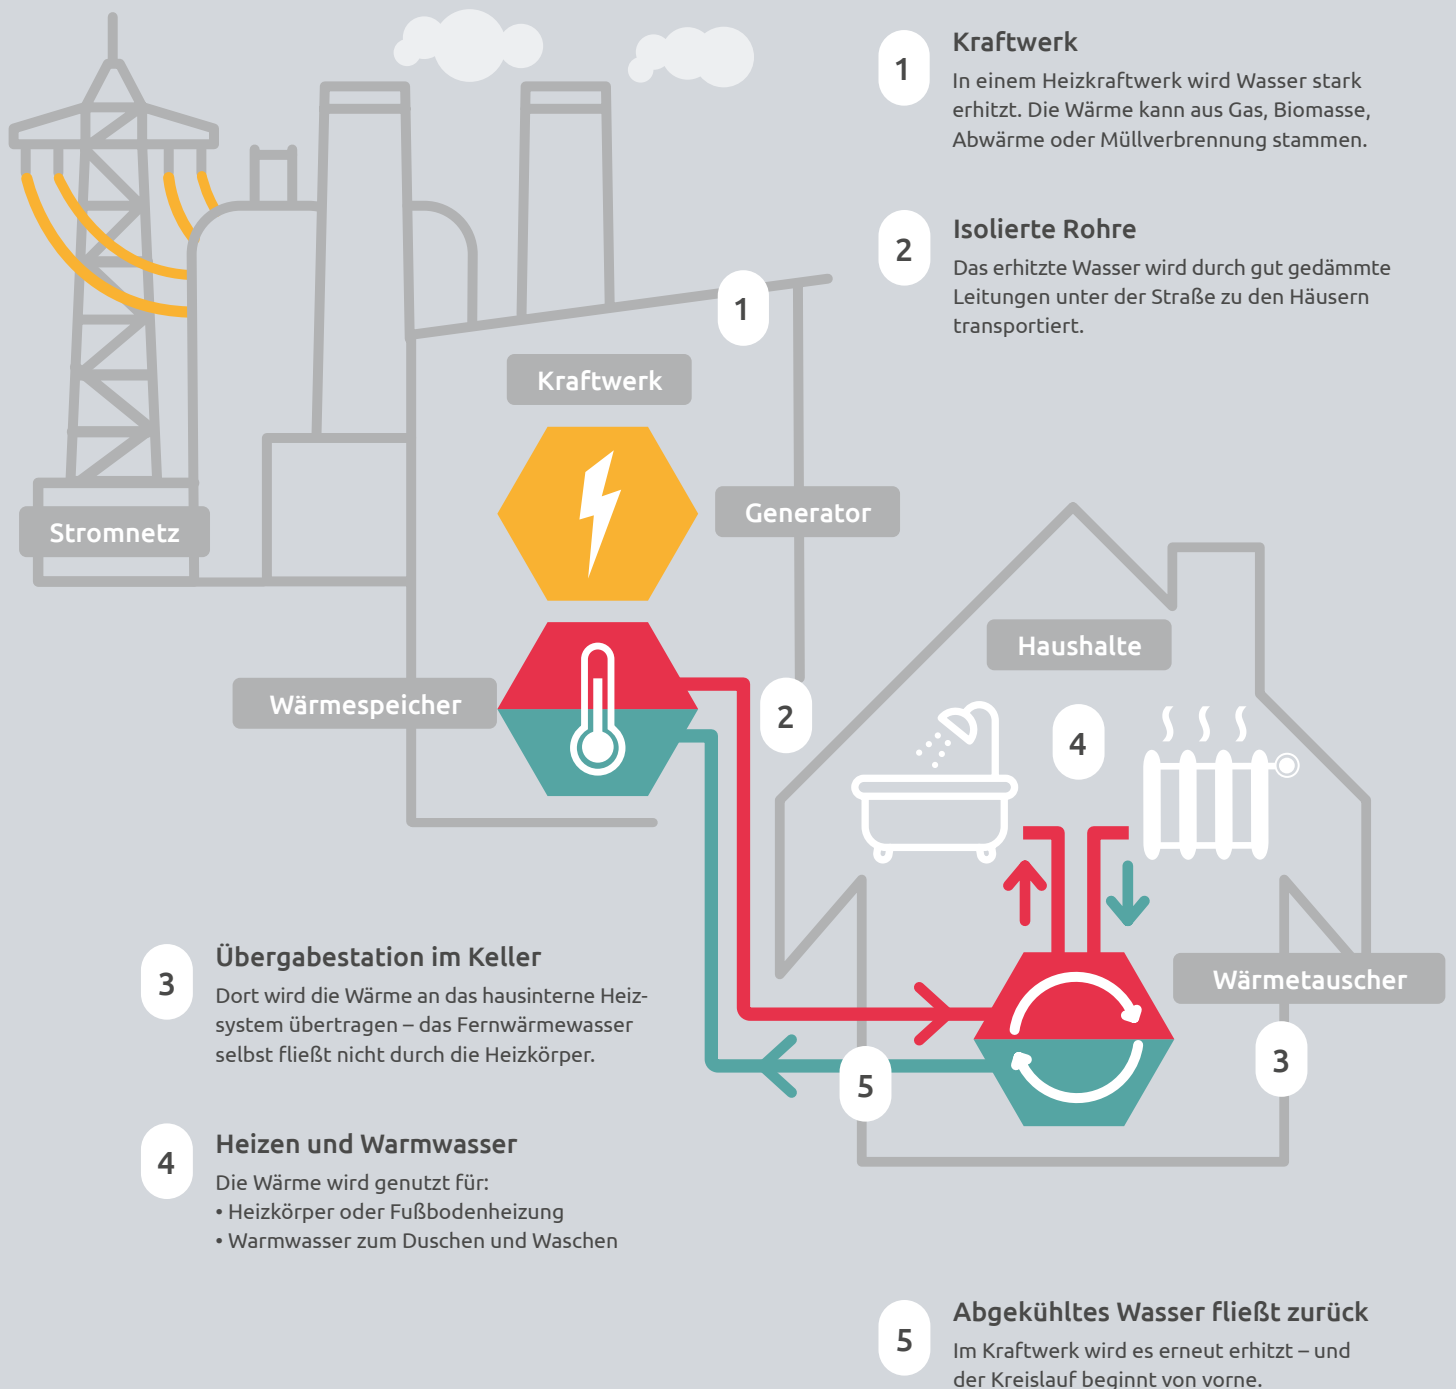 1
Kraftwerk
In einem Heizkraftwerk wird Wasser stark
erhitzt. Die Wärme kann aus Gas, Biomasse,
Abwärme oder Müllverbrennung stammen.
2
Isolierte Rohre
Das erhitzte Wasser wird durch gut gedämmte
Leitungen unter der Straße zu den Häusern
transportiert.
1
Kraftwerk
Generator
Stromnetz
Haushalte
Wärmespeicher
2
4
3
Übergabestation im Keller
Dort wird die Wärme an das hausinterne Heiz-
system übertragen – das Fernwärmewasser
selbst fließt nicht durch die Heizkörper.
Wärmetauscher
3
5
4
Heizen und Warmwasser
Die Wärme wird genutzt für:
• Heizkörper oder Fußbodenheizung
• Warmwasser zum Duschen und Waschen
5
Abgekühltes Wasser fließt zurück
Im Kraftwerk wird es erneut erhitzt – und
der Kreislauf beginnt von vorne.